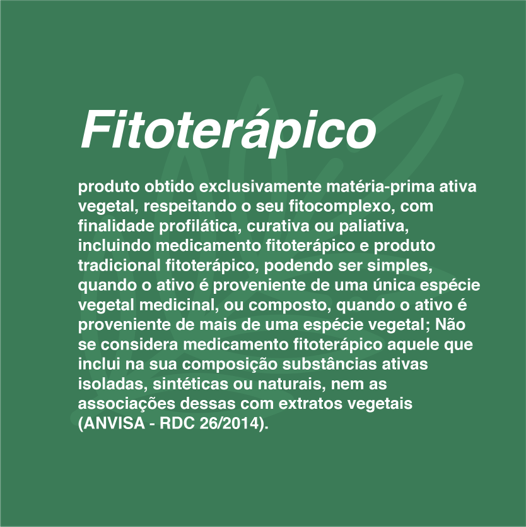 Fitoterápico
produto obtido exclusivamente matéria-prima ativa
vegetal, respeitando o seu fitocomplexo, com
finalidade profilática, curativa ou paliativa,
incluindo medicamento fitoterápico e produto
tradicional fitoterápico, podendo ser simples,
quando o ativo é proveniente de uma única espécie
vegetal medicinal, ou composto, quando o ativo é
proveniente de mais de uma espécie vegetal; Não
se considera medicamento fitoterápico aquele que
inclui na sua composição substâncias ativas
isoladas, sintéticas ou naturais, nem as
associações dessas com extratos vegetais
(ANVISA - RDC 26/2014).